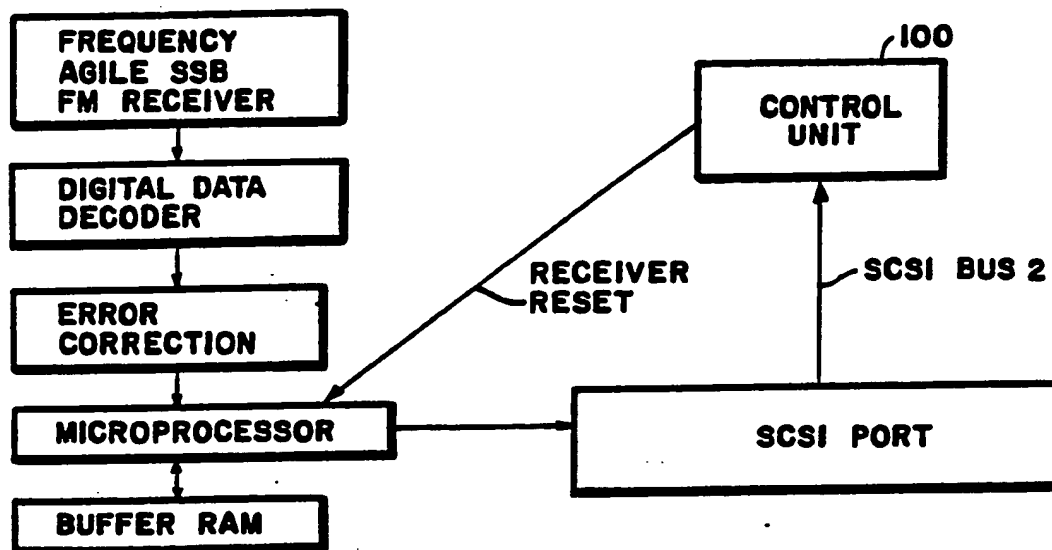 FREQUENCY
AGILE SSB
FM RECEIVER
DIGITAL DATA
DECODER
ERROR
CORRECTION
MICROPROCESSOR
BUFFER RAM
RECEIVER
RESET
100
CONTROL
UNIT
SCSI BUS 2
SCSI PORT